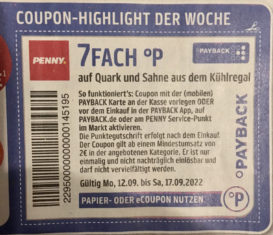 COUPON-HIGHLIGHT DER WOCHE
PENNY.
7FACH °P
PAYBACK
auf Quark und Sahne aus dem Kühlregal
So funktioniert's: Coupon mit der (mobilen)
PAYBACK Karte an der Kasse vorlegen ODER
vor dem Einkauf in der PAYBACK App, auf
PAYBACK.de oder am PENNY Service-Punkt
im Markt aktivieren.
Die Punktegutschrift erfolgt nach dem Einkauf.
Der Coupon gilt ab einem Mindestumsatz von
2€ in der angebotenen Kategorie. Er ist nur
einmalig und nicht nachträglich einlösbar und
darf nicht vervielfältigt werden.
Gültig Mo, 12.09. bis Sa, 17.09.2022
PAPIER- ODER eCOUPON NUTZEN
°PAYBACK
°P